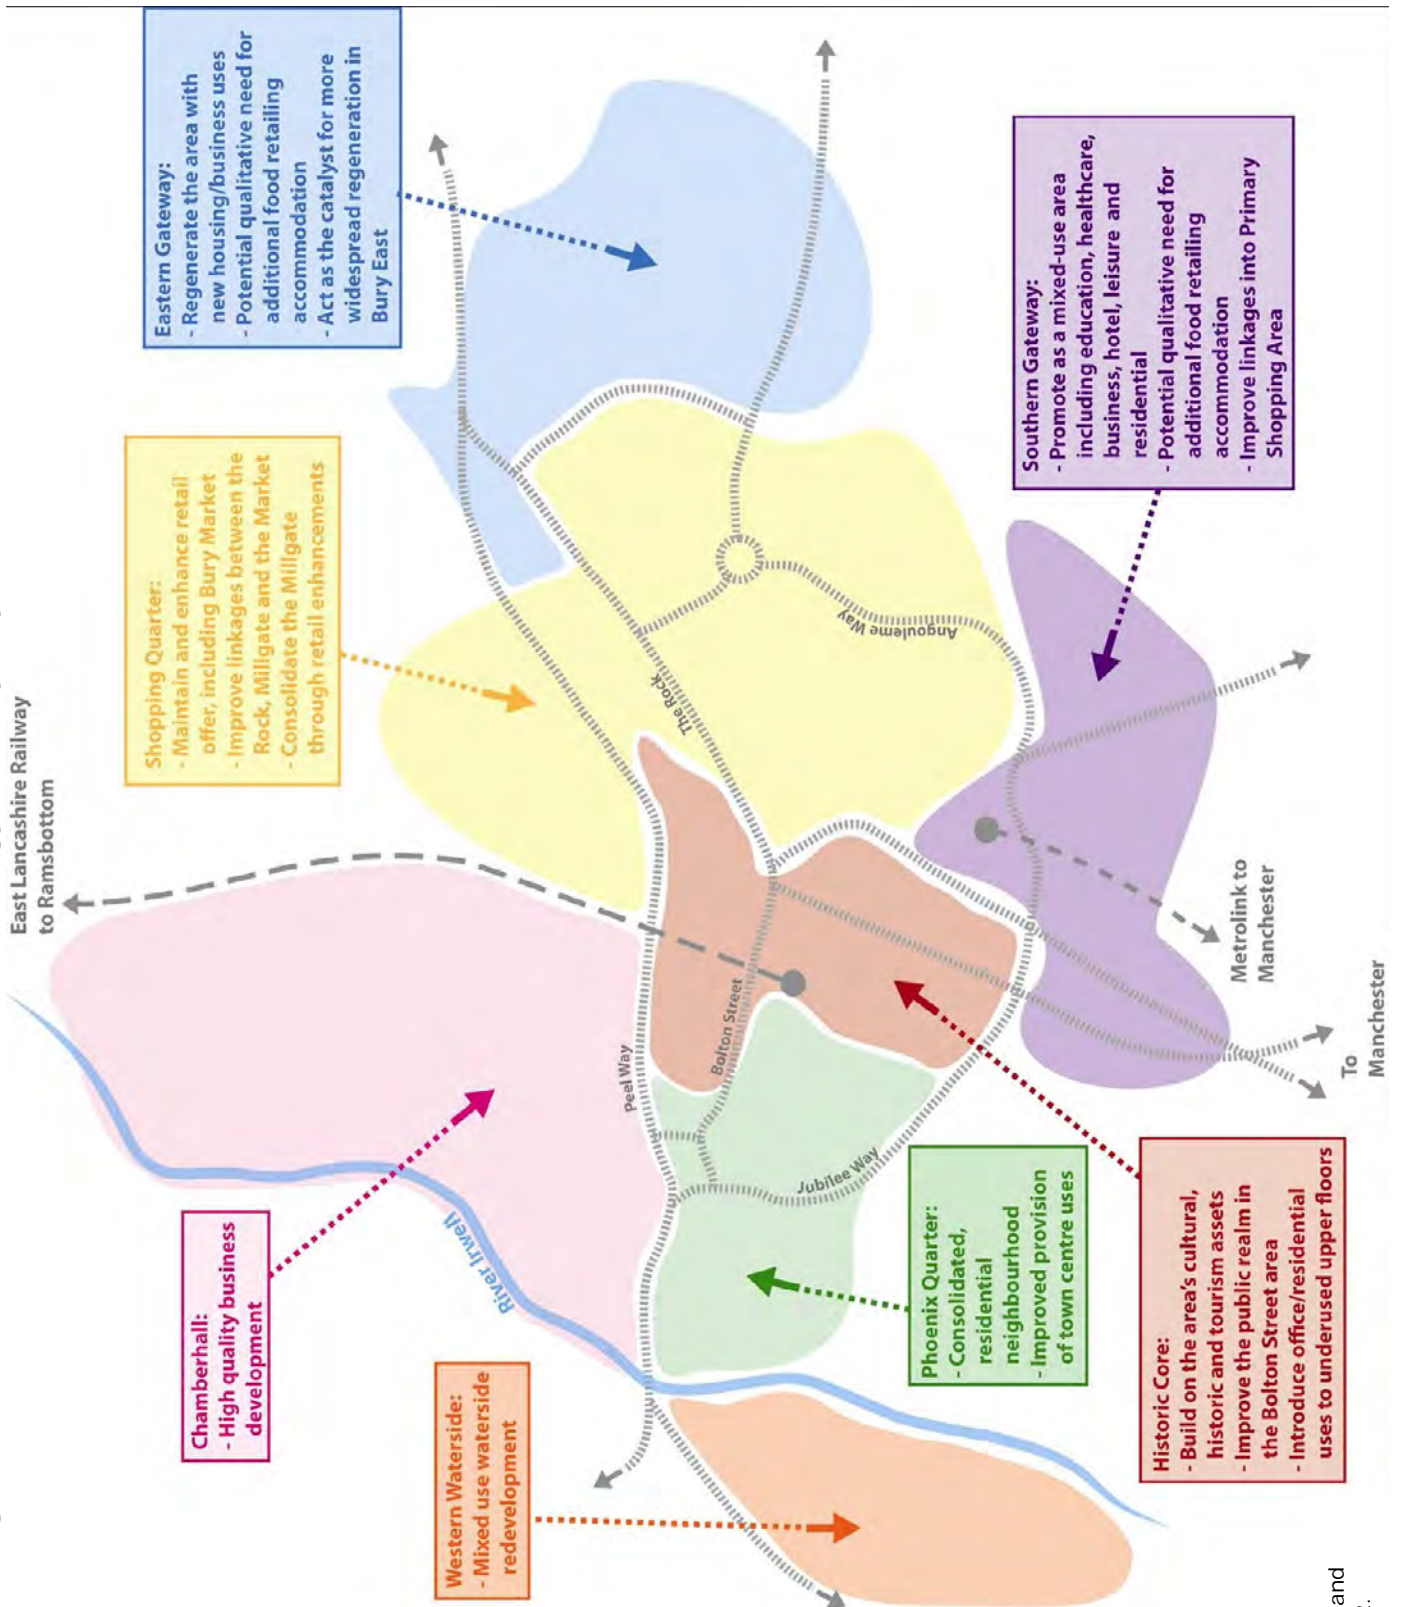 East Lancashire Railway
to Ramsbottom
Chamberhall:
- High quality business
development
Shopping Quarter:
- Maintain and enhance retail
offer, including Bury Market
- Improve linkages between the
Rock, Millgate and the Market
- Consolidate the Millgate
through retail enhancements
Eastern Gateway:
- Regenerate the area with
new housing/business uses
- Potential qualitative need for
additional food retailing
accommodation
- Act as the catalyst for more
widespread regeneration in
Bury East
Western Waterside:
- Mixed use waterside
redevelopment
River Irwell
Peel Way
Bolton Street
The Rock
Jubilee Way
Angouleme Way
Phoenix Quarter:
- Consolidated,
residential
neighbourhood
- Improved provision
of town centre uses
Historic Core:
- Build on the area's cultural,
historic and tourism assets
- Improve the public realm in
the Bolton Street area
- Introduce office/residential
uses to underused upper floors
Southern Gateway:
- Promote as a mixed-use area
including education, healthcare,
business, hotel, leisure and
residential
- Potential qualitative need for
additional food retailing
accommodation
- Improve linkages into Primary
Shopping Area
Metrolink to
Manchester
To
Manchester
and